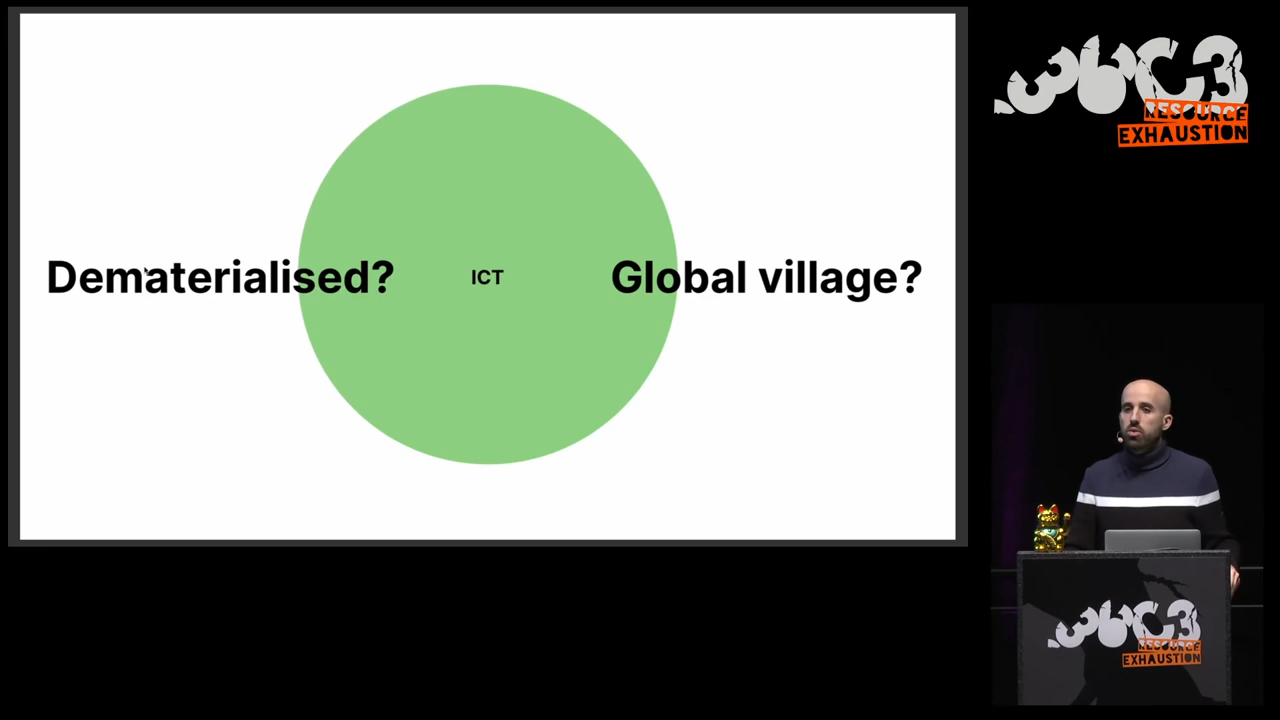 Dematerialised?
ICT
Global village?
36C3
RESOURCE
EXHAUSTION
36C3
RESOURCE
EXHAUSTION